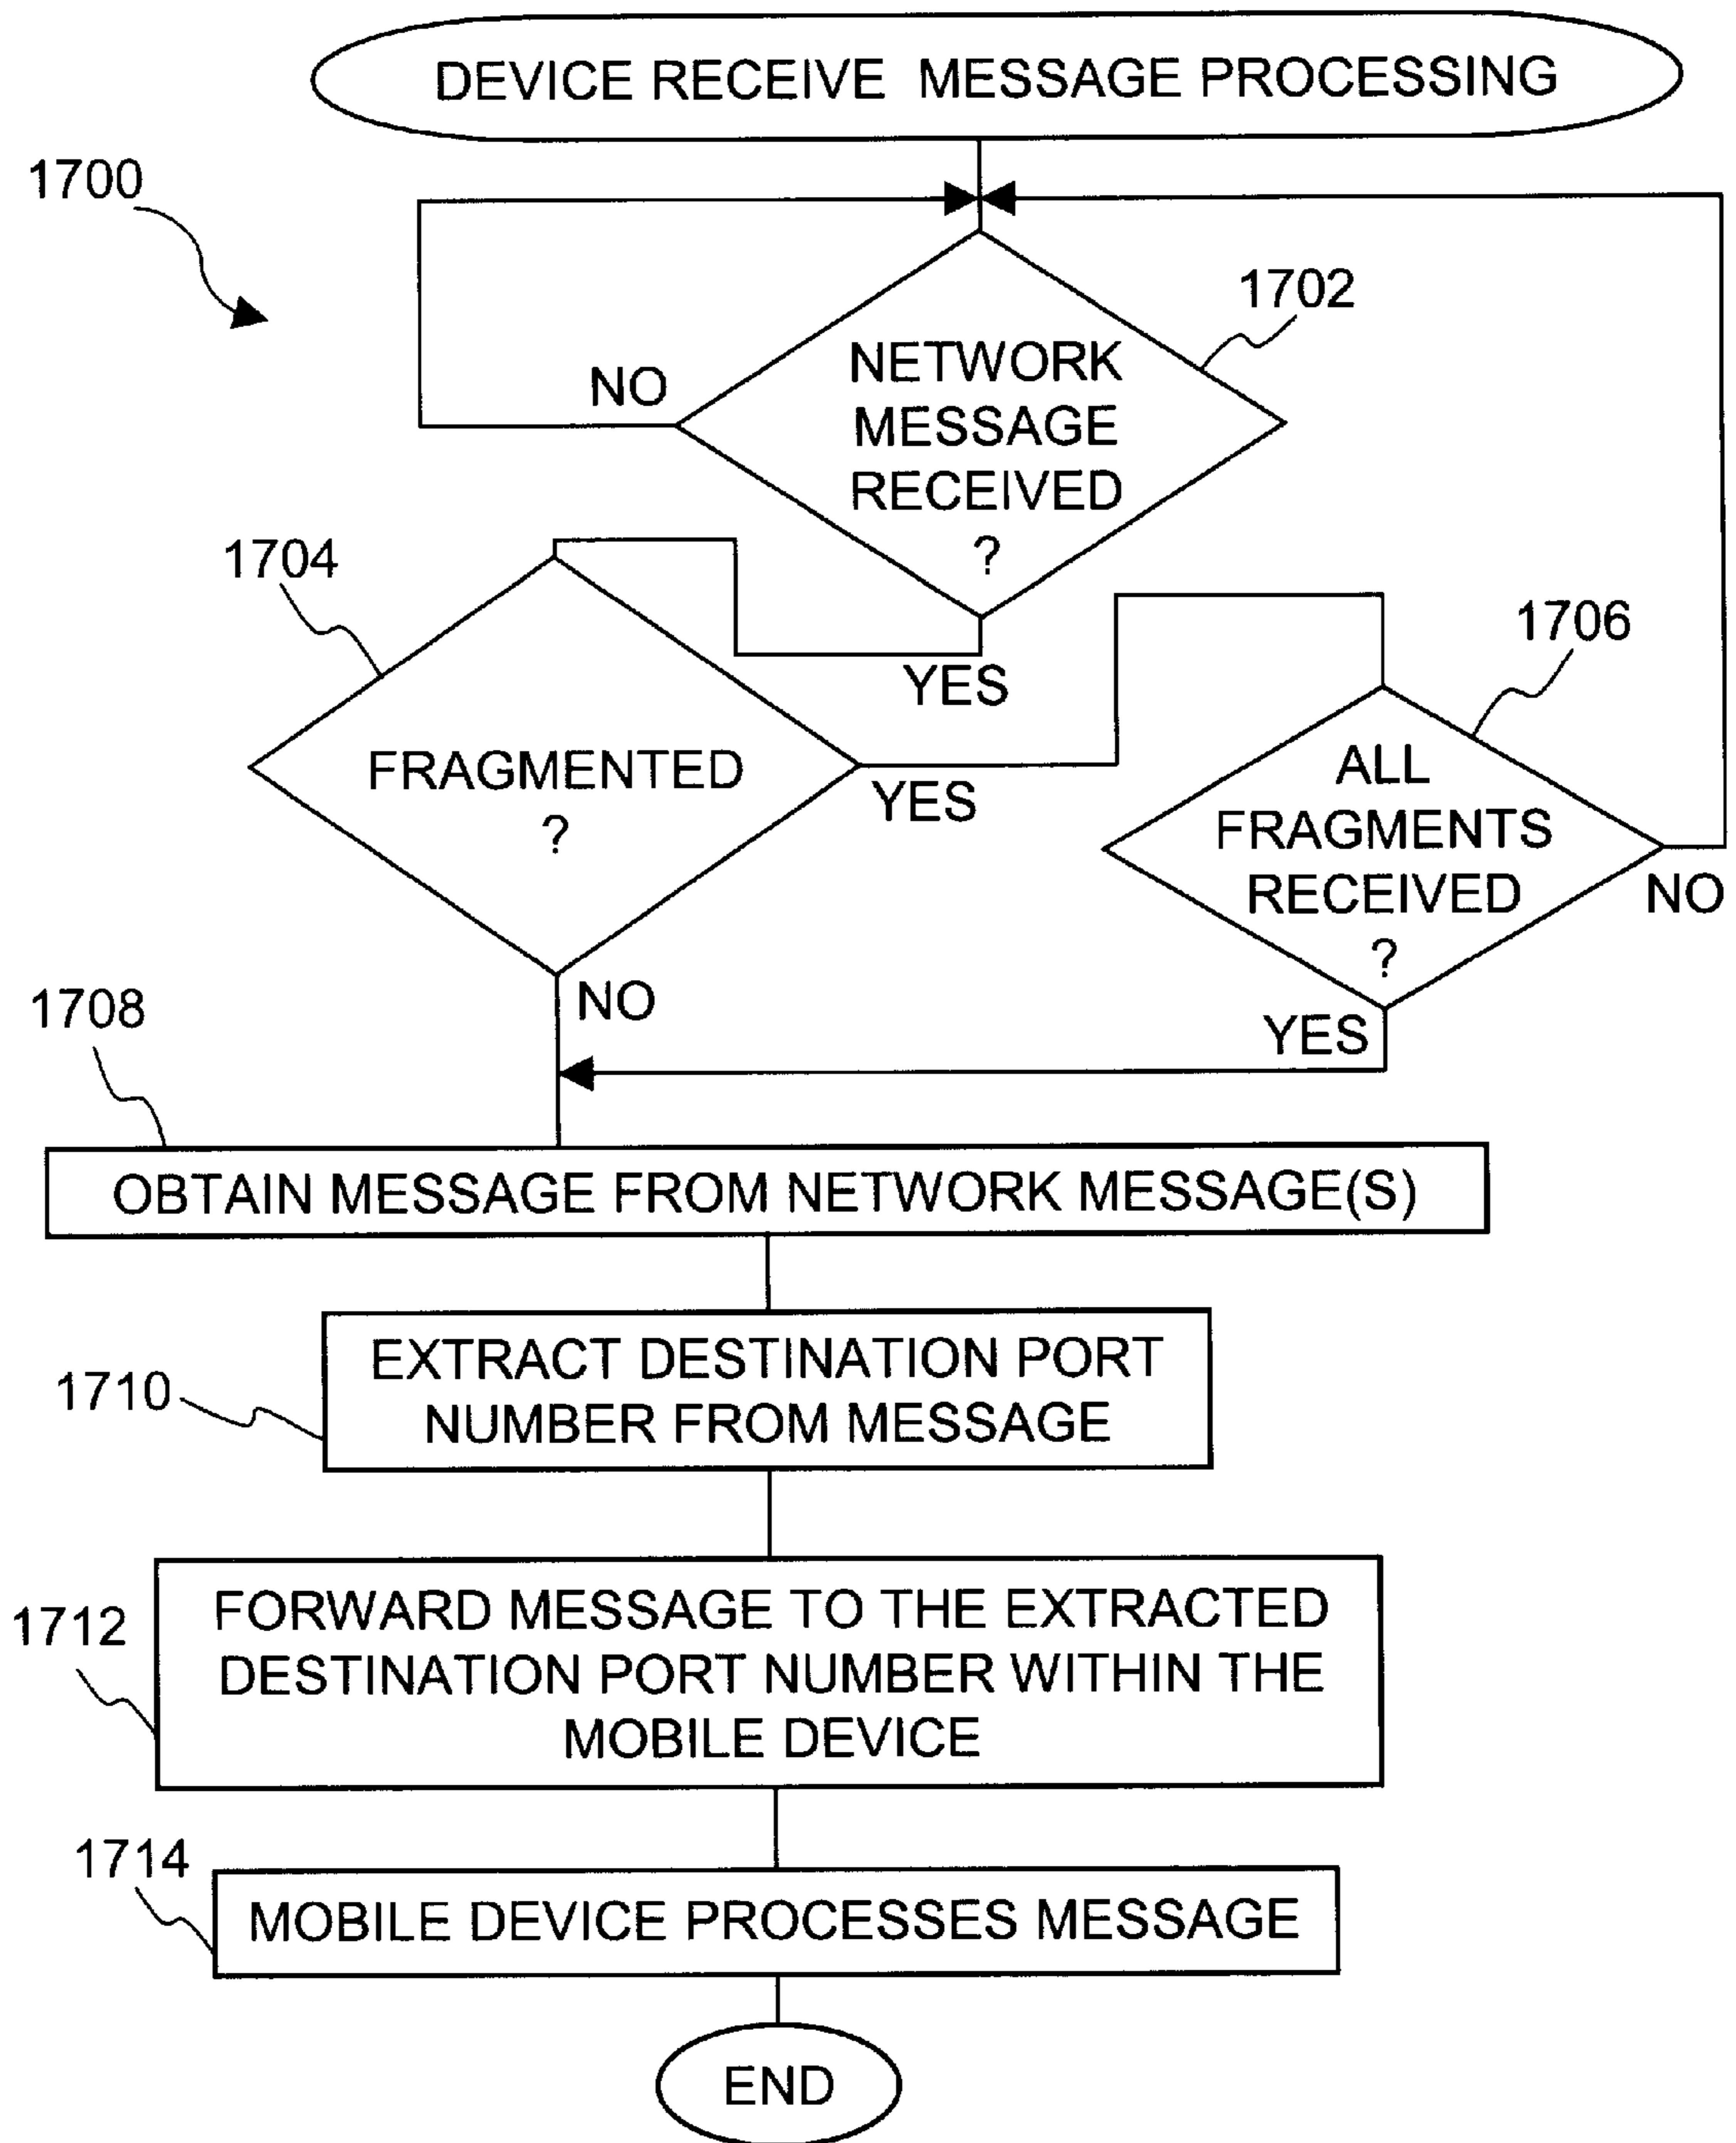 DEVICE RECEIVE MESSAGE PROCESSING
1700
1702
NETWORK
MESSAGE
RECEIVED
?
NO
YES
1704
FRAGMENTED
?
YES
NO
1706
ALL
FRAGMENTS
RECEIVED
?
NO
YES
1708
OBTAIN MESSAGE FROM NETWORK MESSAGE(S)
1710
EXTRACT DESTINATION PORT
NUMBER FROM MESSAGE
1712
FORWARD MESSAGE TO THE EXTRACTED
DESTINATION PORT NUMBER WITHIN THE
MOBILE DEVICE
1714
MOBILE DEVICE PROCESSES MESSAGE
END